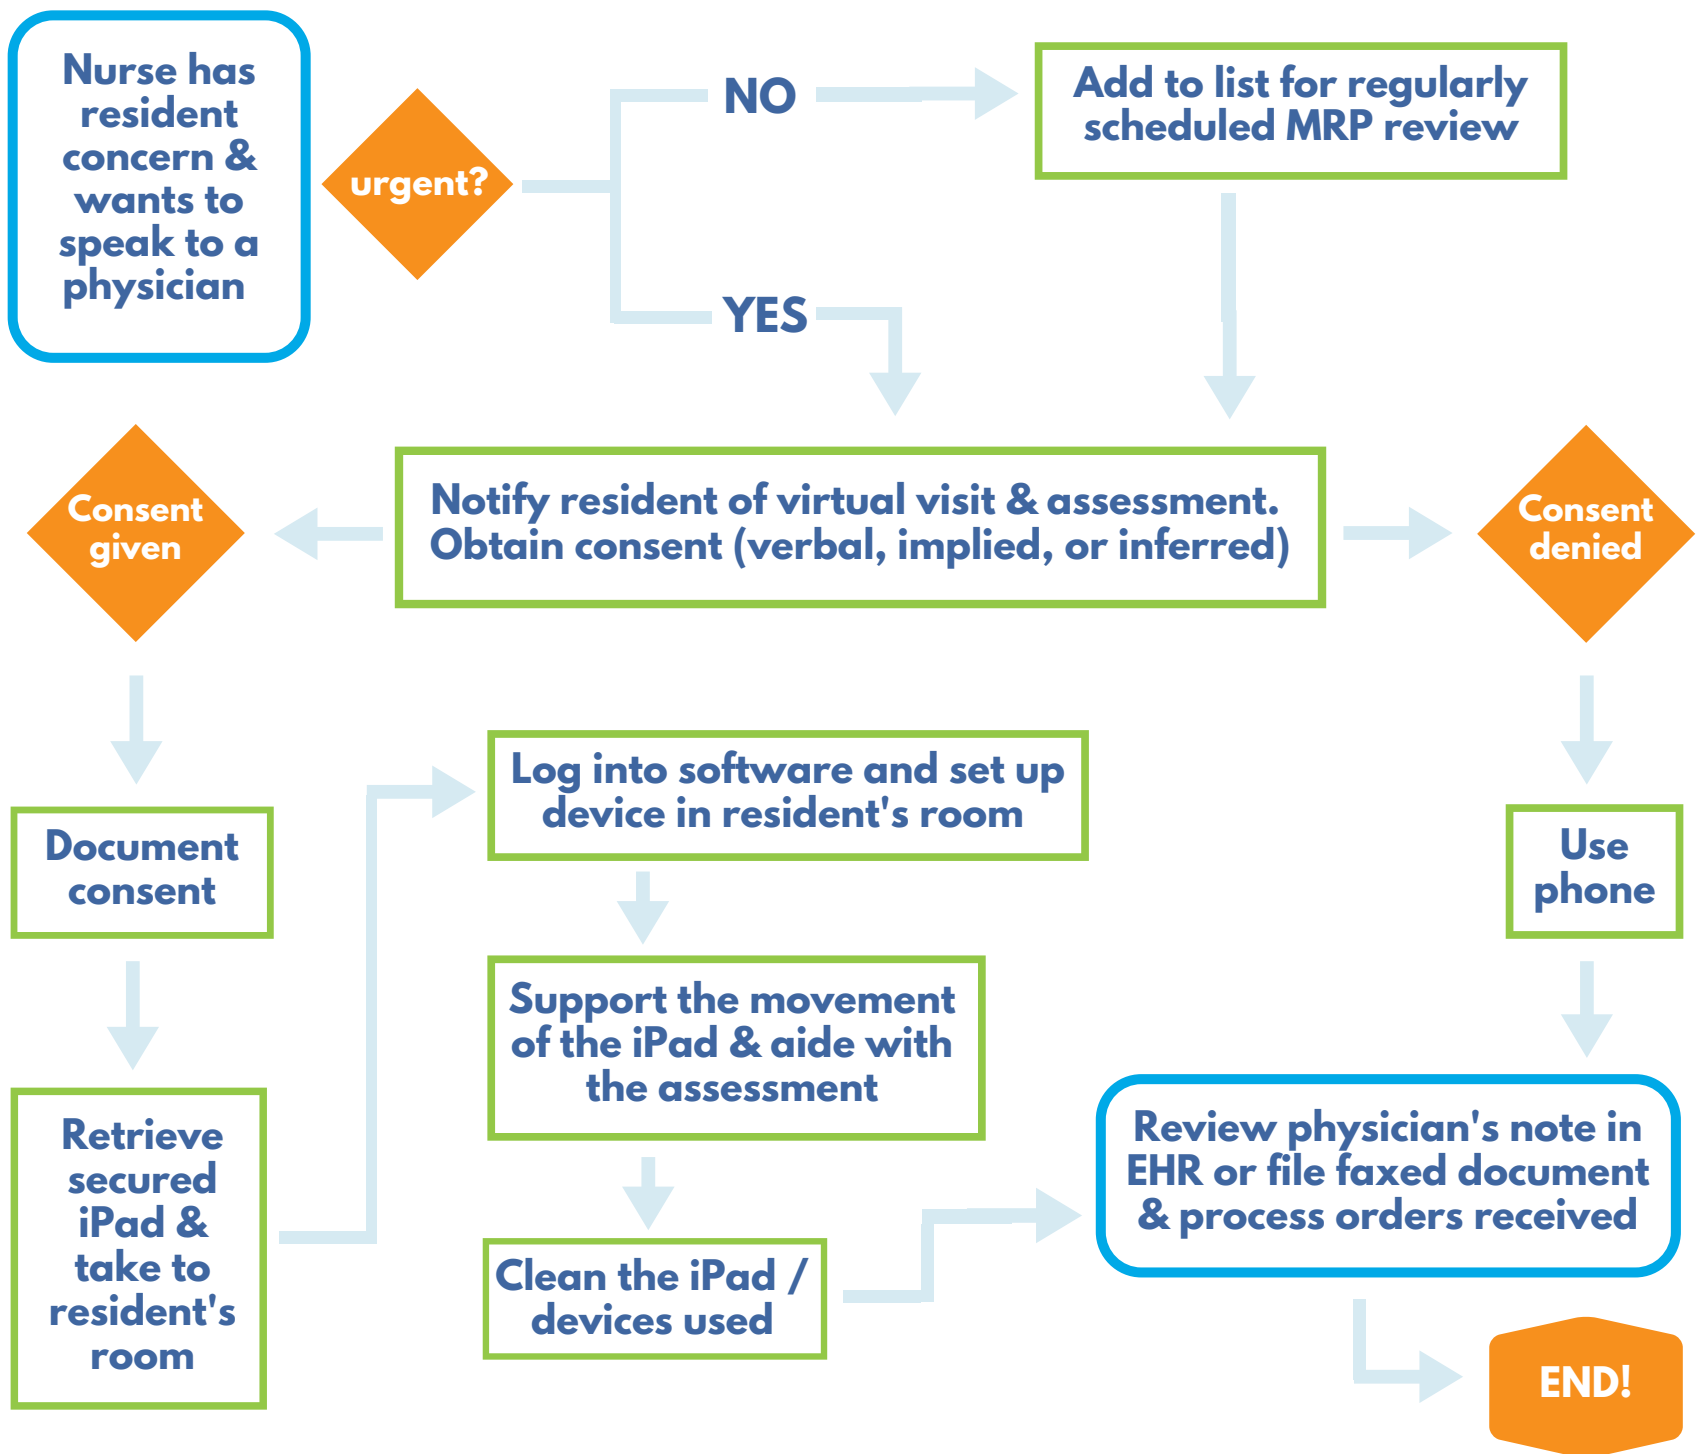 Nurse has
resident
concern &
wants to
speak to a
physician
urgent?
NO
Add to list for regularly
scheduled MRP review
YES
Consent
given
Notify resident of virtual visit & assessment.
Obtain consent (verbal, implied, or inferred)
Consent
denied
Document
consent
Log into software and set up
device in resident's room
Use
phone
Retrieve
secured
iPad &
take to
resident's
room
Support the movement
of the iPad & aide with
the assessment
Clean the iPad /
devices used
Review physician's note in
EHR or file faxed document
& process orders received
END!